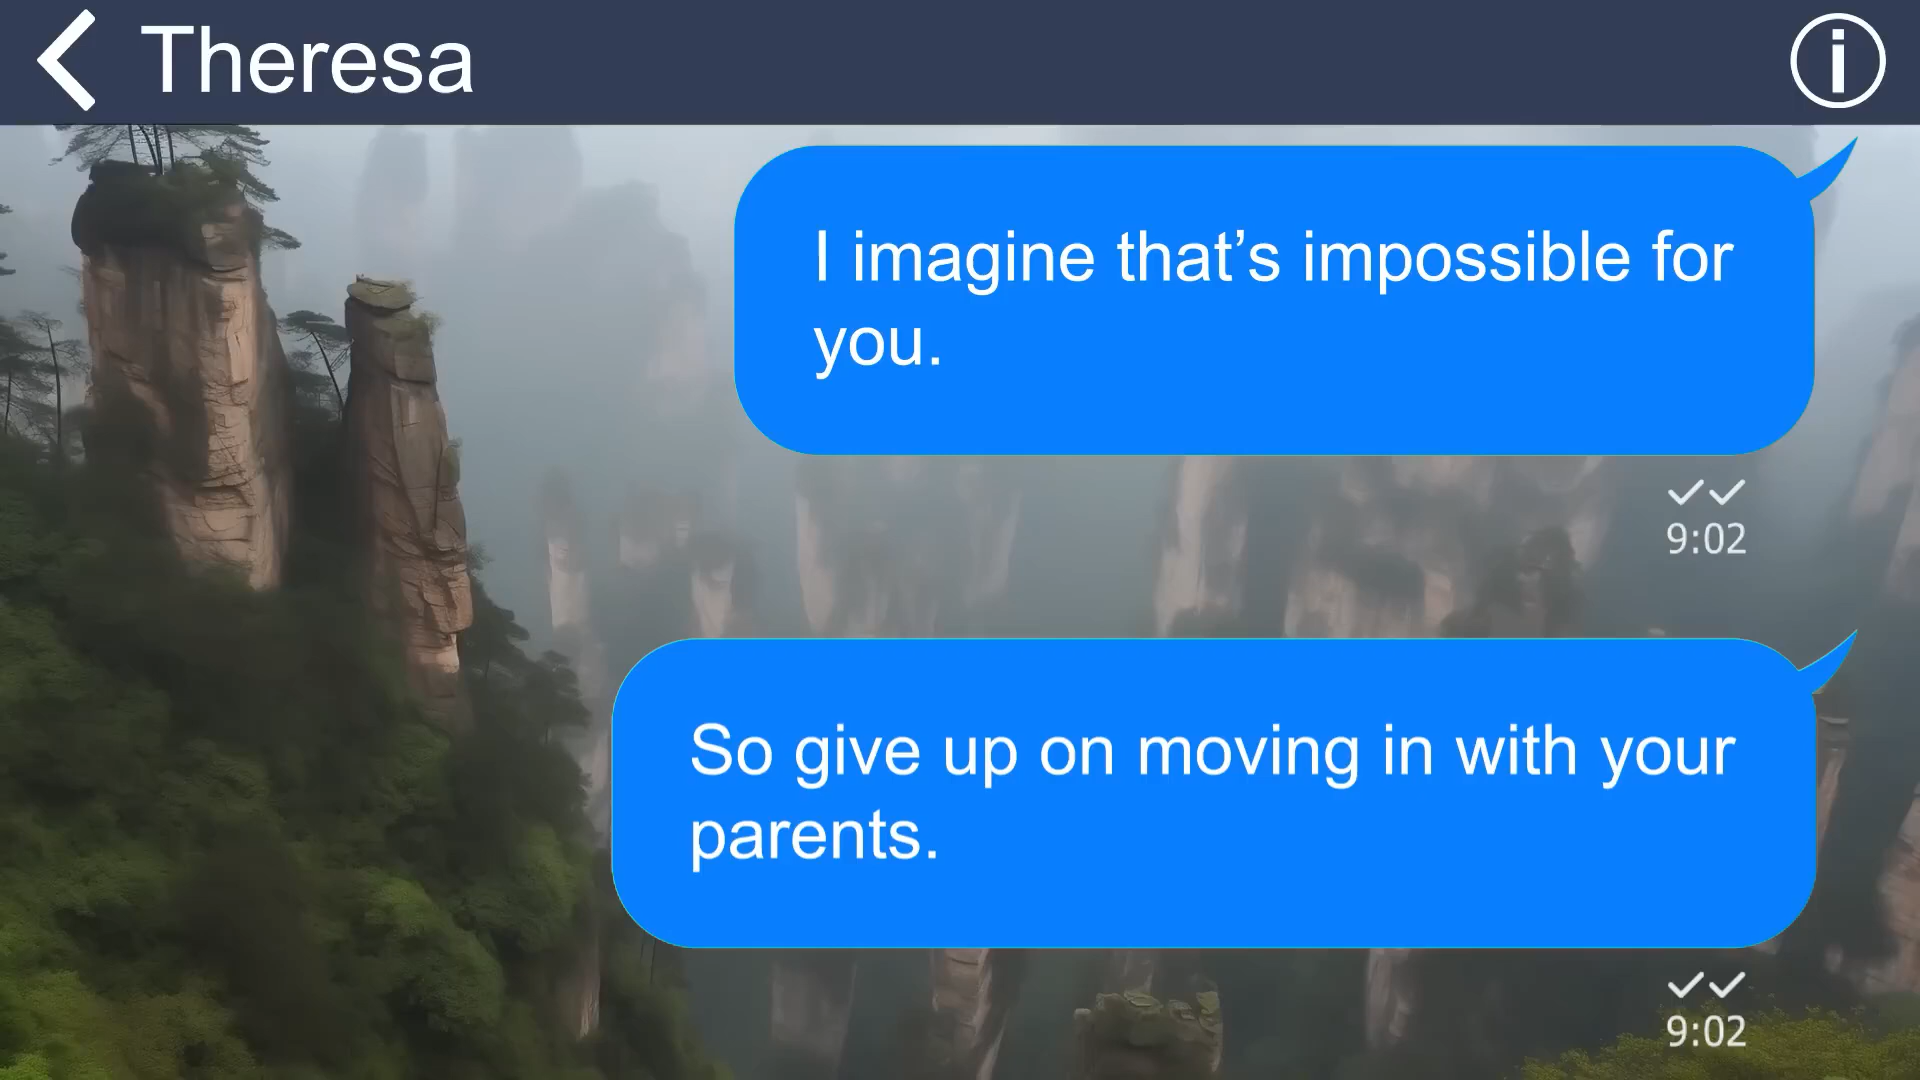 Theresa
I imagine that’s impossible for
you.
9:02
So give up on moving in with your
parents.
9:02